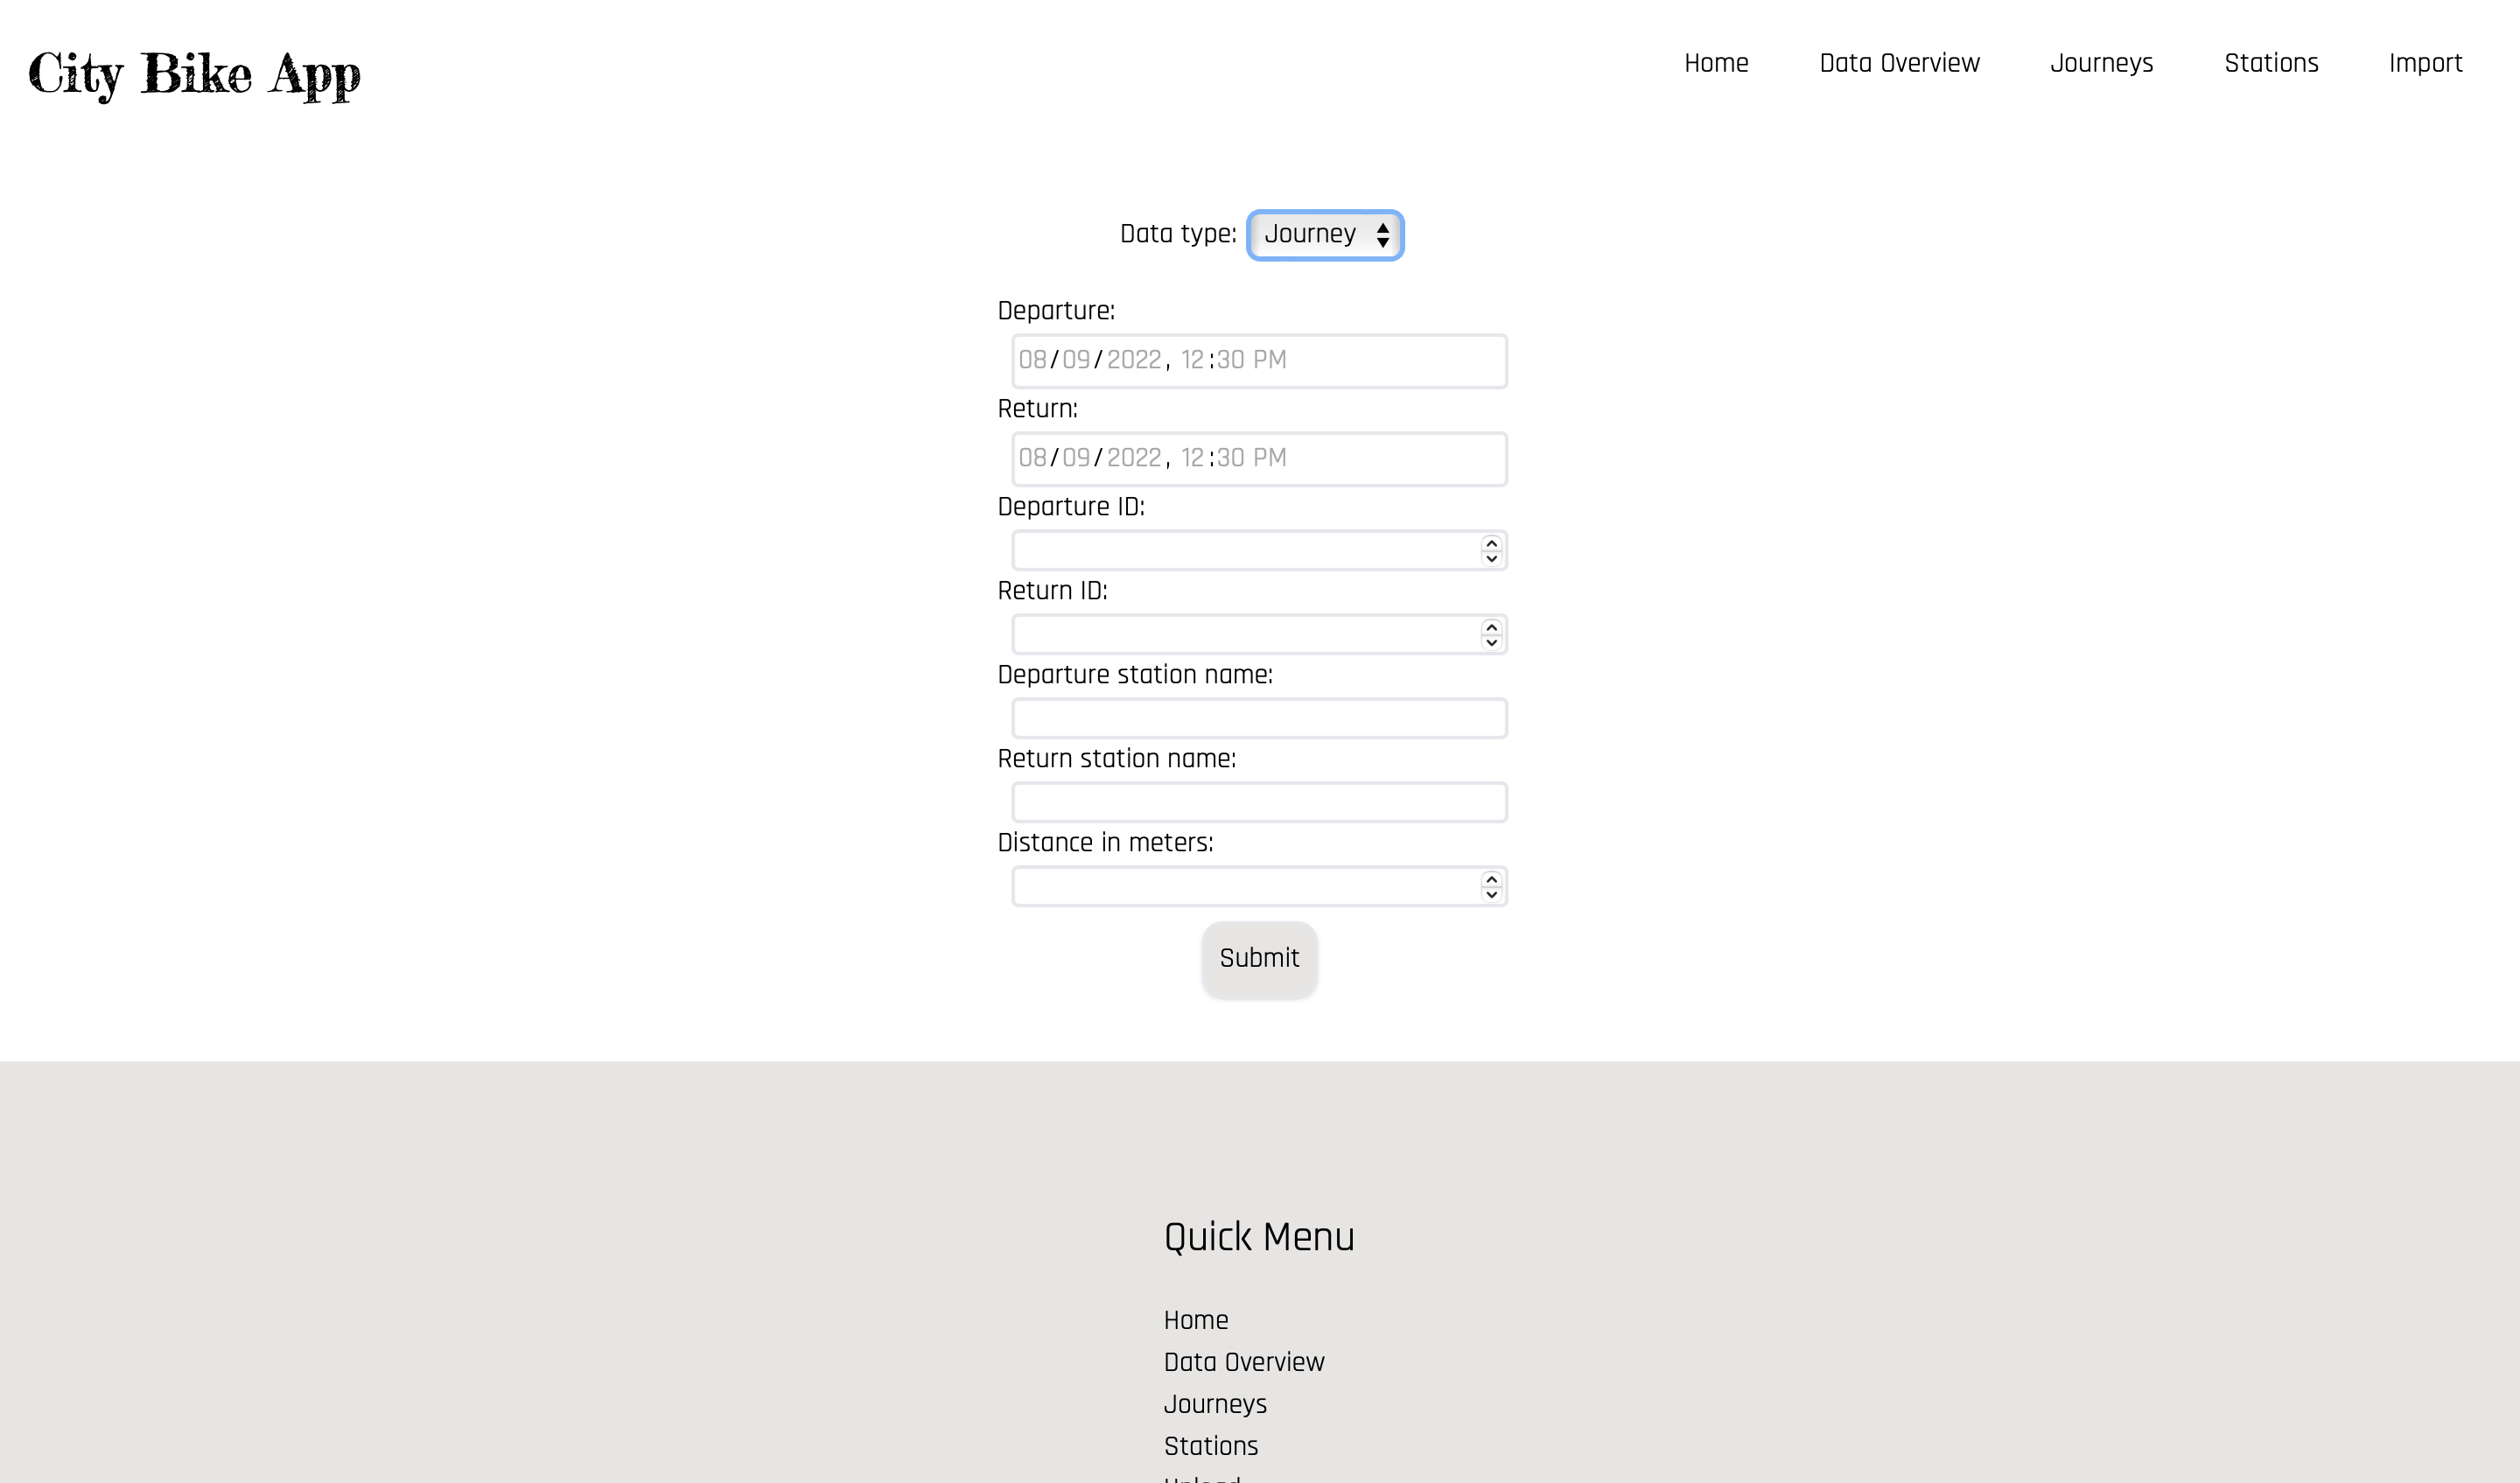 City Bike App
Home Data Overview Journeys Stations Import
Data type: Journey
Departure:
08/09/2022, 12:30 PM
Return:
08/09/2022, 12:30 PM
Departure ID:
Return ID:
Departure station name:
Return station name:
Distance in meters:
Submit
Quick Menu
Home
Data Overview
Journeys
Stations